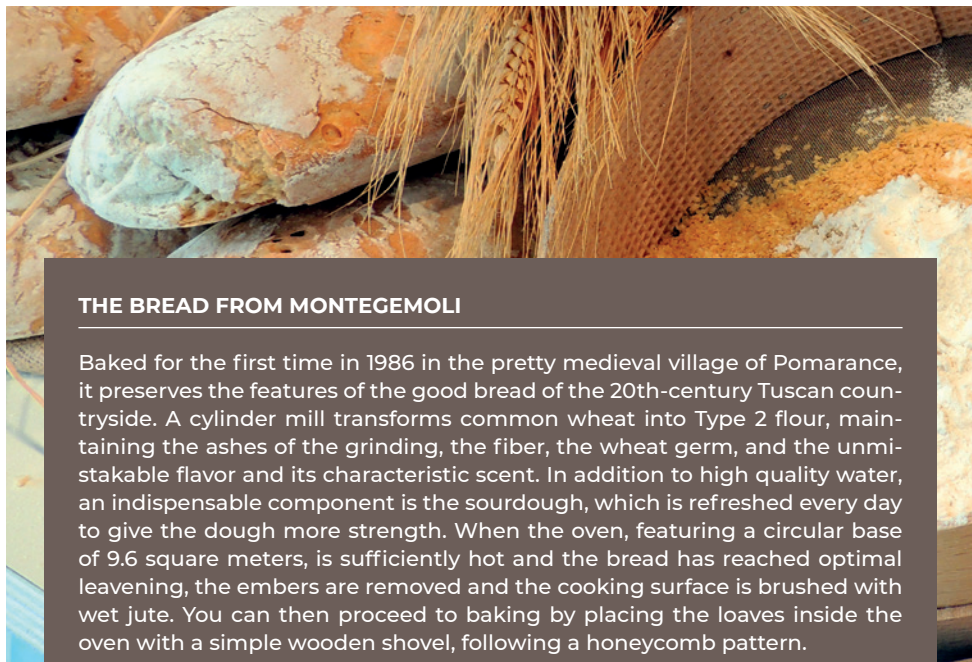 THE BREAD FROM MONTEGEMOLI
Baked for the first time in 1986 in the pretty medieval village of Pomarance,
it preserves the features of the good bread of the 20th-century Tuscan coun-
tryside. A cylinder mill transforms common wheat into Type 2 flour, main-
taining the ashes of the grinding, the fiber, the wheat germ, and the unmi-
stakable flavor and its characteristic scent. In addition to high quality water,
an indispensable component is the sourdough, which is refreshed every day
to give the dough more strength. When the oven, featuring a circular base
of 9.6 square meters, is sufficiently hot and the bread has reached optimal
leavening, the embers are removed and the cooking surface is brushed with
wet jute. You can then proceed to baking by placing the loaves inside the
oven with a simple wooden shovel, following a honeycomb pattern.